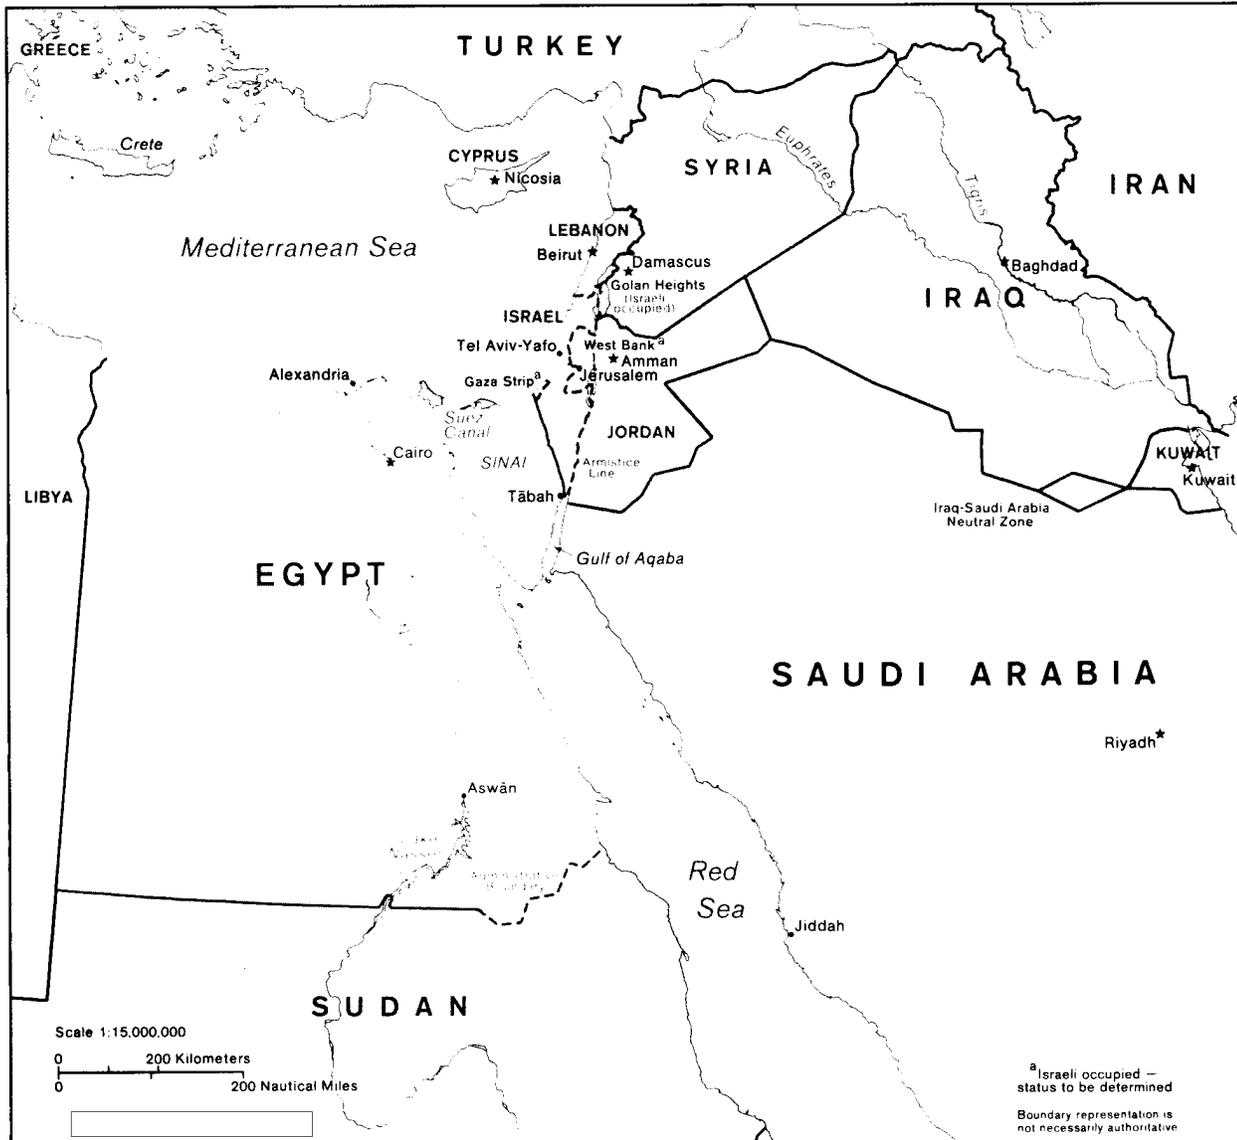 GREECE
TURKEY
Crete
CYPRUS
Nicosia
SYRIA
Euphrates
Tigris
IRAN
Mediterranean Sea
LEBANON
Beirut
Damascus
Golan Heights
(Israeli
occupied)
Baghdad
IRAQ
ISRAEL
Tel Aviv-Yafo
West Bank a
Amman
Jerusalem
Alexandria
Gaza Strip a
Suez
Canal
JORDAN
Cairo
SINAI
Armistice
Line
KUWAIT
Kuwait
LIBYA
Tābah
Iraq-Saudi Arabia
Neutral Zone
Gulf of Aqaba
EGYPT
SAUDI ARABIA
Riyadh
Aswān
Administrative
Boundary
Red
Sea
Jiddah
SUDAN
Scale 1:15,000,000
0 200 Kilometers
0 200 Nautical Miles
a Israeli occupied —
status to be determined
Boundary representation is
not necessarily authoritative